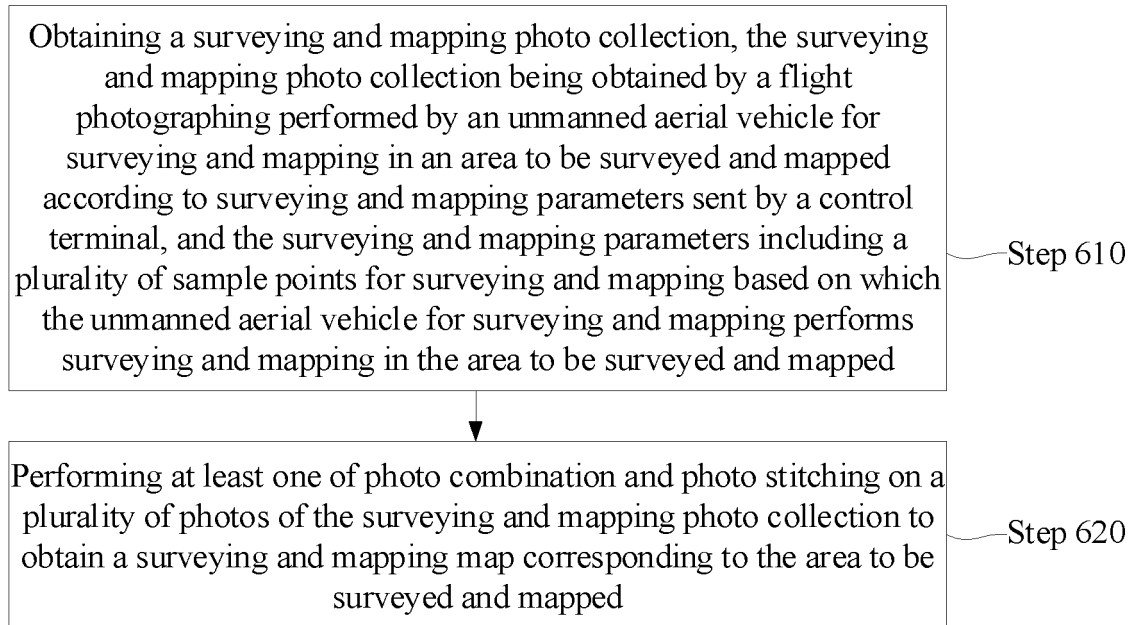 Obtaining a surveying and mapping photo collection, the surveying
and mapping photo collection being obtained by a flight
photographing performed by an unmanned aerial vehicle for
surveying and mapping in an area to be surveyed and mapped
according to surveying and mapping parameters sent by a control
terminal, and the surveying and mapping parameters including a
plurality of sample points for surveying and mapping based on which
the unmanned aerial vehicle for surveying and mapping performs
surveying and mapping in the area to be surveyed and mapped
Step 610
Performing at least one of photo combination and photo stitching on a
plurality of photos of the surveying and mapping photo collection to
obtain a surveying and mapping map corresponding to the area to be
surveyed and mapped
Step 620